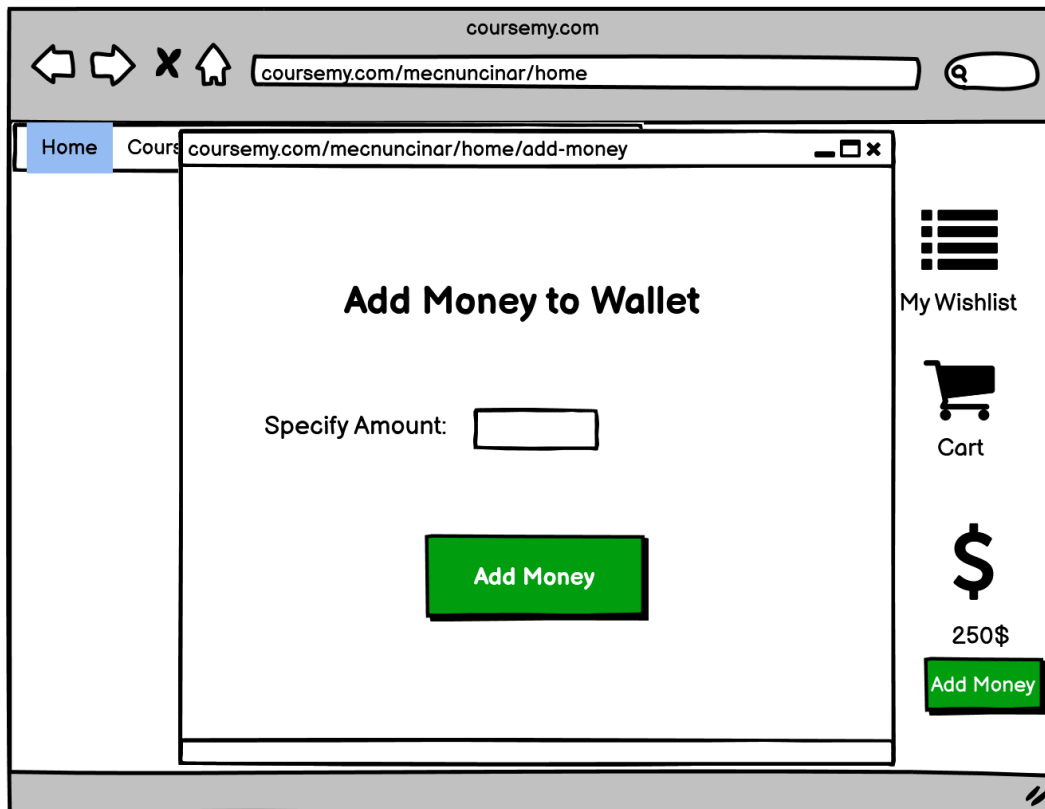 coursemy.com
coursemy.com/mecnuncinar/home
Home Cours
coursemy.com/mecnuncinar/home/add-money
Add Money to Wallet
Specify Amount:
Add Money
My Wishlist
Cart
$
250$
Add Money